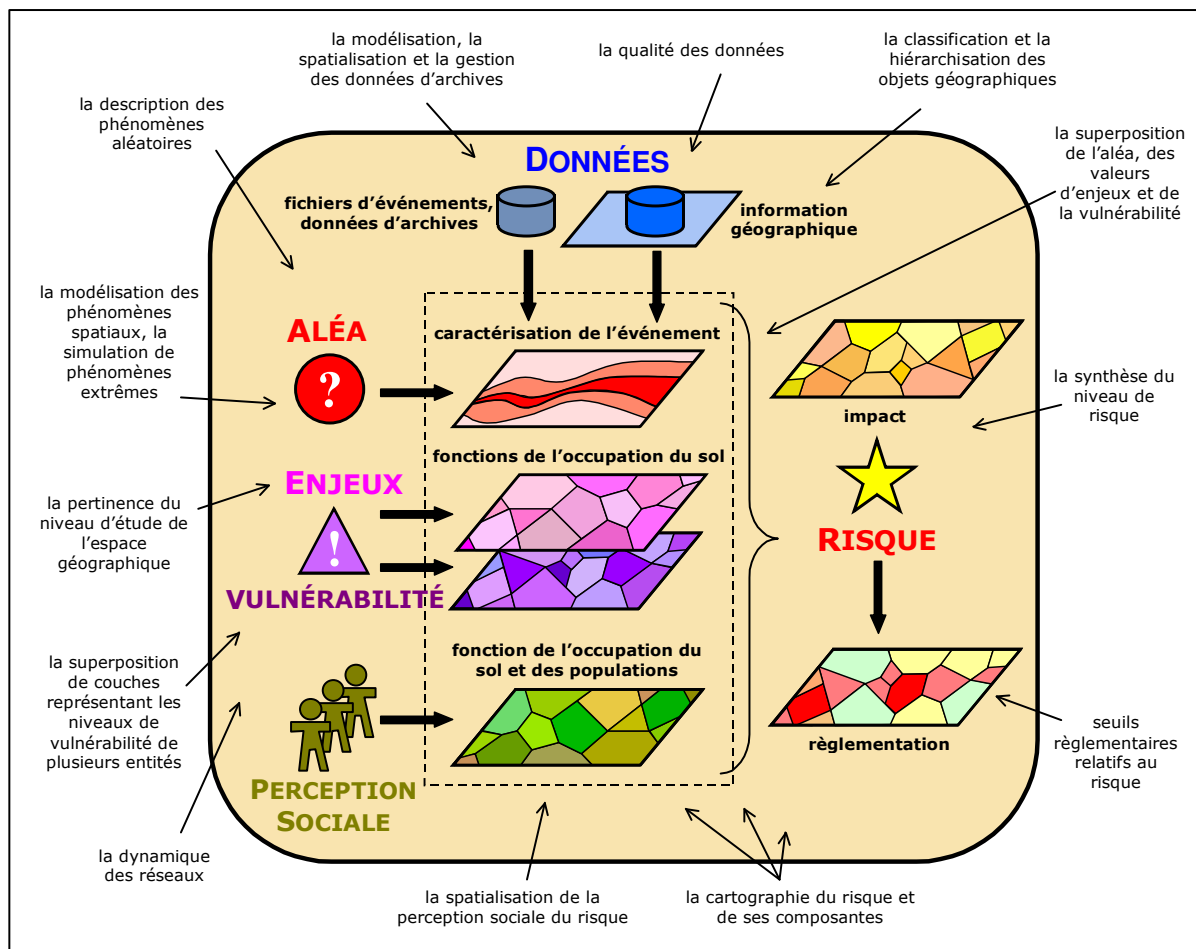 la modélisation, la
spatialisation et la gestion
des données d'archives
la qualité des données
la classification et la
hiérarchisation des
objets géographiques
la description des
phénomènes
aléatoires
la superposition
de l'aléa, des
valeurs
d'enjeux et de
la vulnérabilité
DONNÉES
fichiers d'événements,
données d'archives
information
géographique
la modélisation des
phénomènes
spatiaux, la
simulation de
phénomènes
extrêmes
ALÉA
?
caractérisation de l'événement
impact
la synthèse du
niveau de
risque
fonctions de l'occupation du sol
ENJEUX
!
VULNÉRABILITÉ
la pertinence du
niveau d'étude de
l'espace
géographique
RISQUE
la superposition
de couches
représentant les
niveaux de
vulnérabilité de
plusieurs entités
fonction de l'occupation du
sol et des populations
PERCEPTION
SOCIALE
règlementation
seuils
règlementaires
relatifs au
risque
la dynamique
des réseaux
la spatialisation de la
perception sociale du risque
la cartographie du risque et
de ses composantes